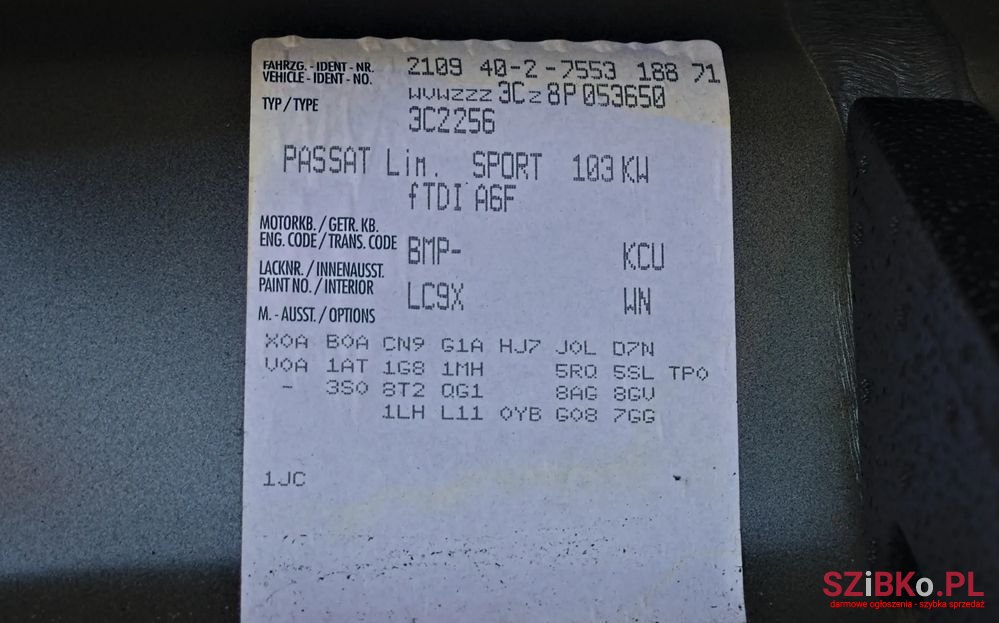 FAHRZG. - IDENT - NR. 2109 40-2-7553 188 71
VEHICLE - IDENT - NO. WVWZZZ3CZ8P053650
TYP / TYPE 3C2256
PASSAT Lim. SPORT 103 KW
fTDI A6F
MOTORKB. / GETR. KB.
ENG. CODE / TRANS. CODE BMP- KCU
LACKNR. / INNENAUSST.
PAINT NO. / INTERIOR LC9X WN
M. - AUSST. / OPTIONS
X0A B0A CN9 G1A HJ7 J0L D7N
V0A 1AT 1G8 1MH 5RQ 5SL TP0
- 3S0 8T2 QG1 8AG 8GV
1LH L11 0YB G08 7GG
1JC
SZiBKo.PL
darmowe ogłoszenia - szybka sprzedaż